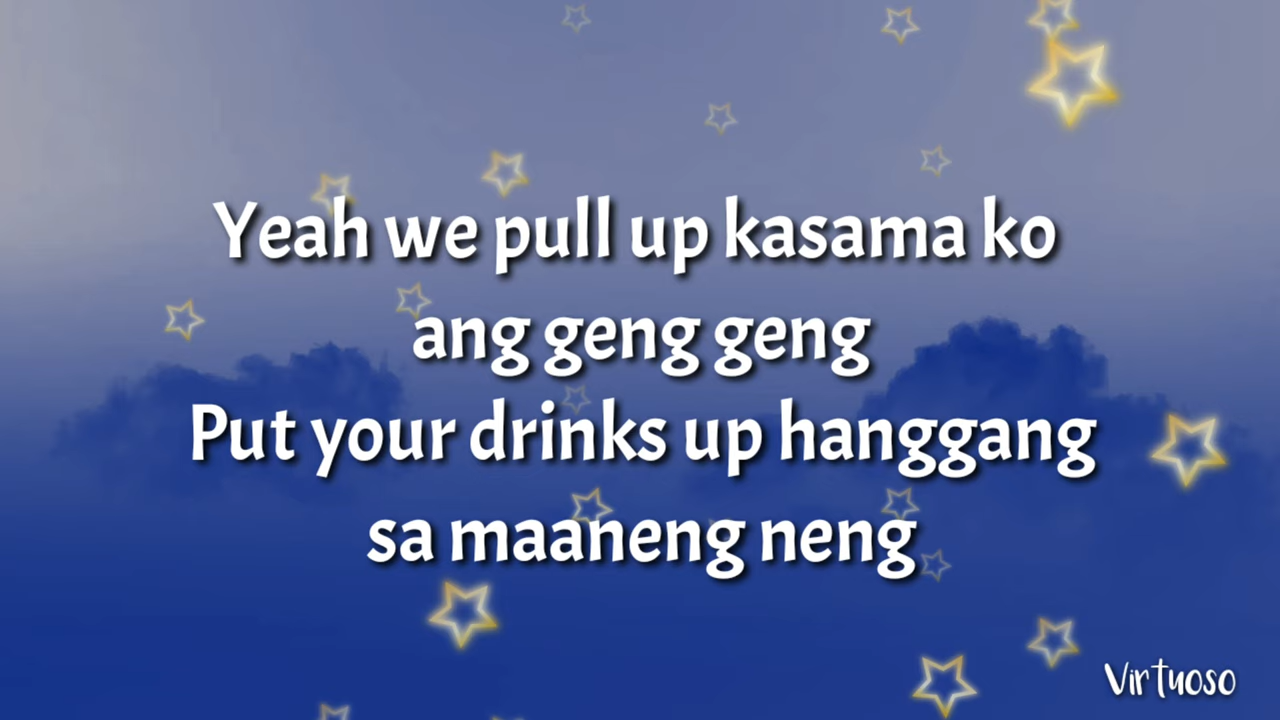 Yeah we pull up kasama ko
ang geng geng
Put your drinks up hanggang
sa maaneng neng
Virtuoso